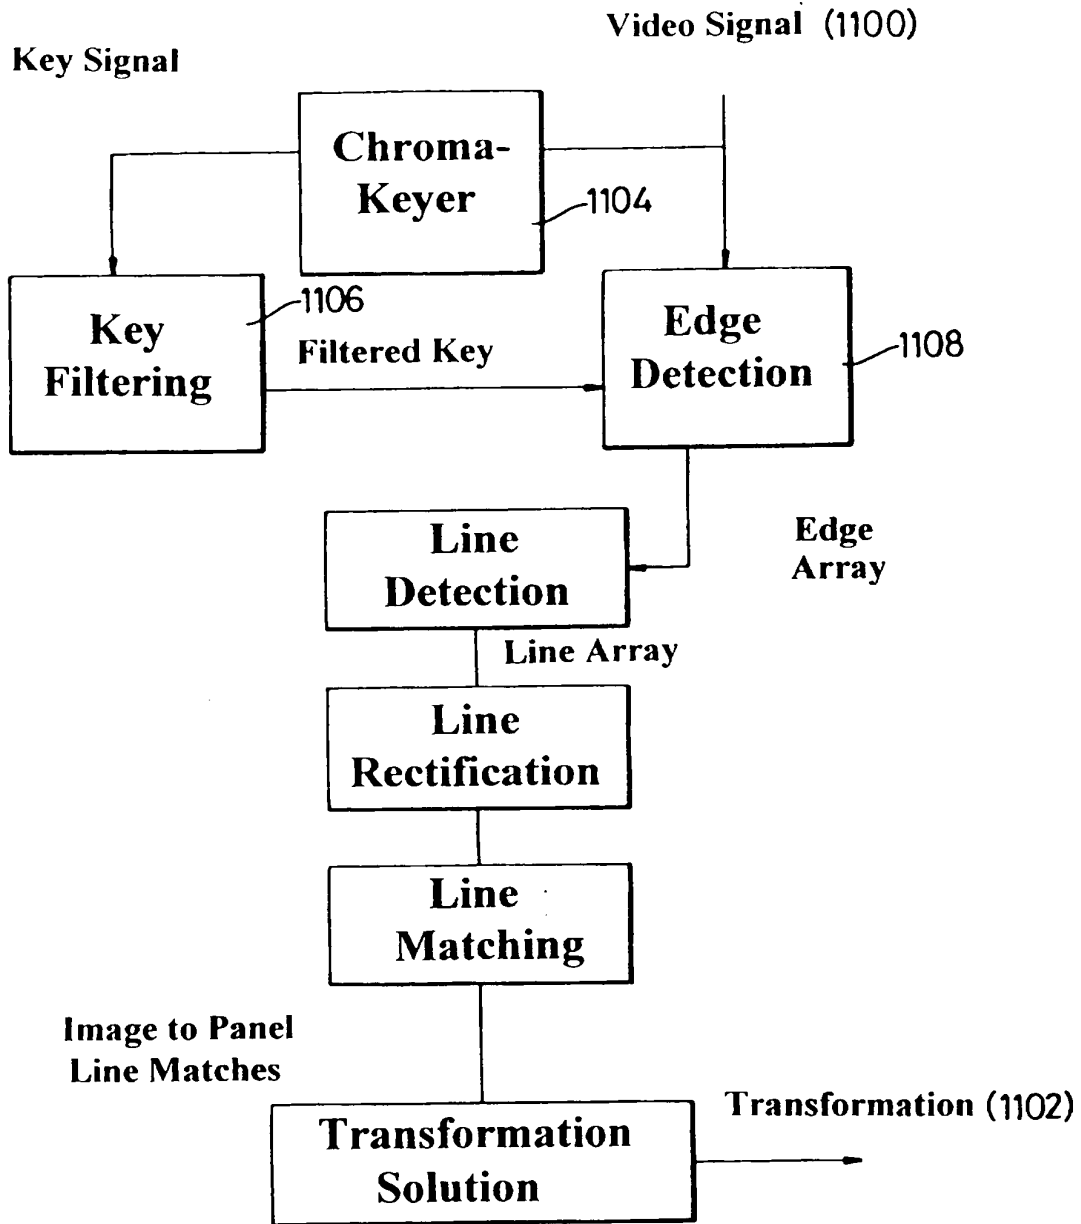 Video Signal (1100)
Key Signal
Chroma-
Keyer
1104
1106
Key
Filtering
Filtered Key
Edge
Detection
1108
Edge
Array
Line
Detection
Line Array
Line
Rectification
Line
Matching
Image to Panel
Line Matches
Transformation (1102)
Transformation
Solution